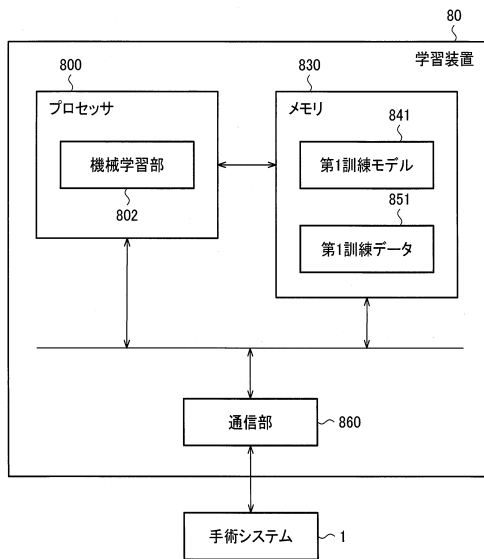 80
学習装置
800
プロセッサ
機械学習部
802
830
メモリ
841
第1訓練モデル
851
第1訓練データ
通信部
860
手術システム
1